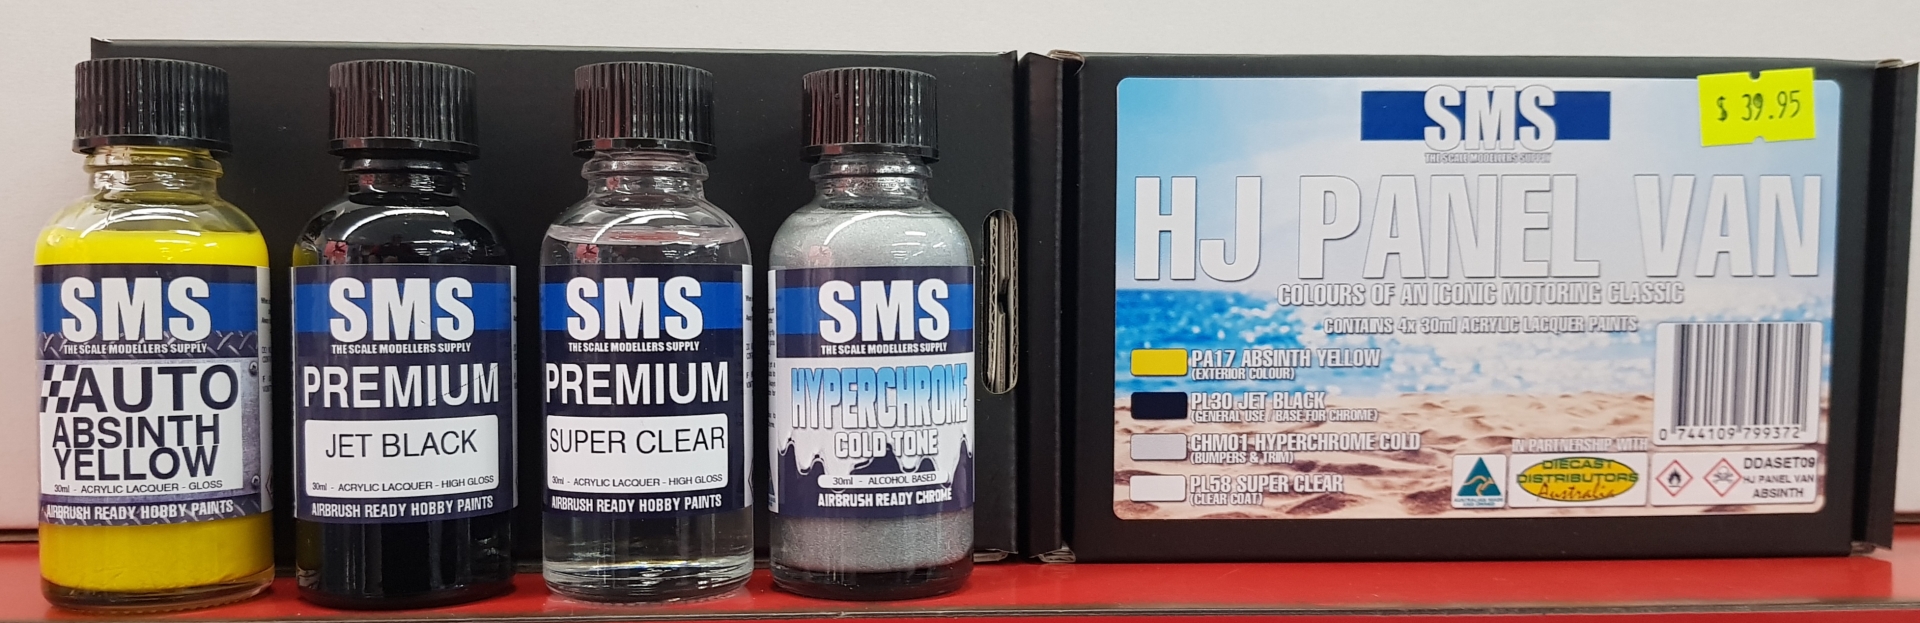 SMS
THE SCALE MODELLERS SUPPLY
AUTO
ABSINTH
YELLOW
30ml - ACRYLIC LACQUER - GLOSS
AIRBRUSH READY HOBBY PAINTS
SMS
THE SCALE MODELLERS SUPPLY
PREMIUM
JET BLACK
30ml - ACRYLIC LACQUER - HIGH GLOSS
AIRBRUSH READY HOBBY PAINTS
SMS
THE SCALE MODELLERS SUPPLY
PREMIUM
SUPER CLEAR
30ml - ACRYLIC LACQUER - HIGH GLOSS
AIRBRUSH READY HOBBY PAINTS
SMS
THE SCALE MODELLERS SUPPLY
HYPERCHROME
COLD TONE
30ml - ALCOHOL BASED
AIRBRUSH READY CHROME
SMS
THE SCALE MODELLERS SUPPLY
$ 39.95
HJ PANEL VAN
COLOURS OF AN ICONIC MOTORING CLASSIC
CONTAINS 4x 30ml ACRYLIC LACQUER PAINTS
PA17 ABSINTH YELLOW
(EXTERIOR COLOUR)
PL30 JET BLACK
(GENERAL USE / BASE FOR CHROME)
CHM01 HYPERCHROME COLD
(BUMPERS & TRIM)
PL58 SUPER CLEAR
(CLEAR COAT)
0 744109 799372
IN PARTNERSHIP WITH
DIECAST
DISTRIBUTORS
Australia
DDASET09
HJ PANEL VAN
ABSINTH